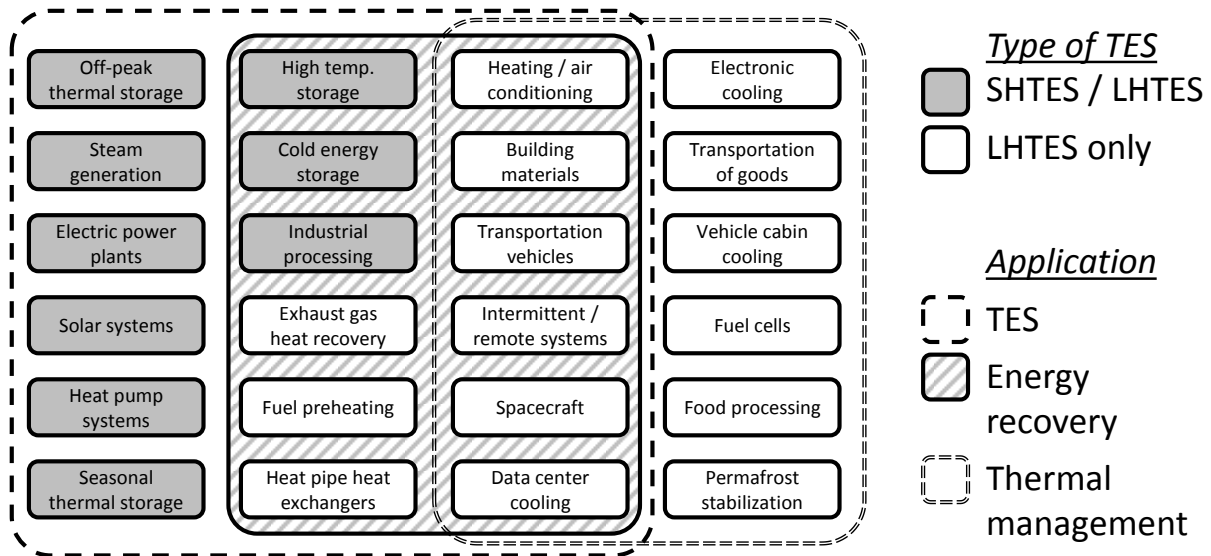 Off-peak
thermal storage
Steam
generation
Electric power
plants
Solar systems
Heat pump
systems
Seasonal
thermal storage
High temp.
storage
Cold energy
storage
Industrial
processing
Exhaust gas
heat recovery
Fuel preheating
Heat pipe heat
exchangers
Heating / air
conditioning
Building
materials
Transportation
vehicles
Intermittent /
remote systems
Spacecraft
Data center
cooling
Electronic
cooling
Transportation
of goods
Vehicle cabin
cooling
Fuel cells
Food processing
Permafrost
stabilization
Type of TES
SHTES / LHTES
LHTES only
Application
TES
Energy
recovery
Thermal
management